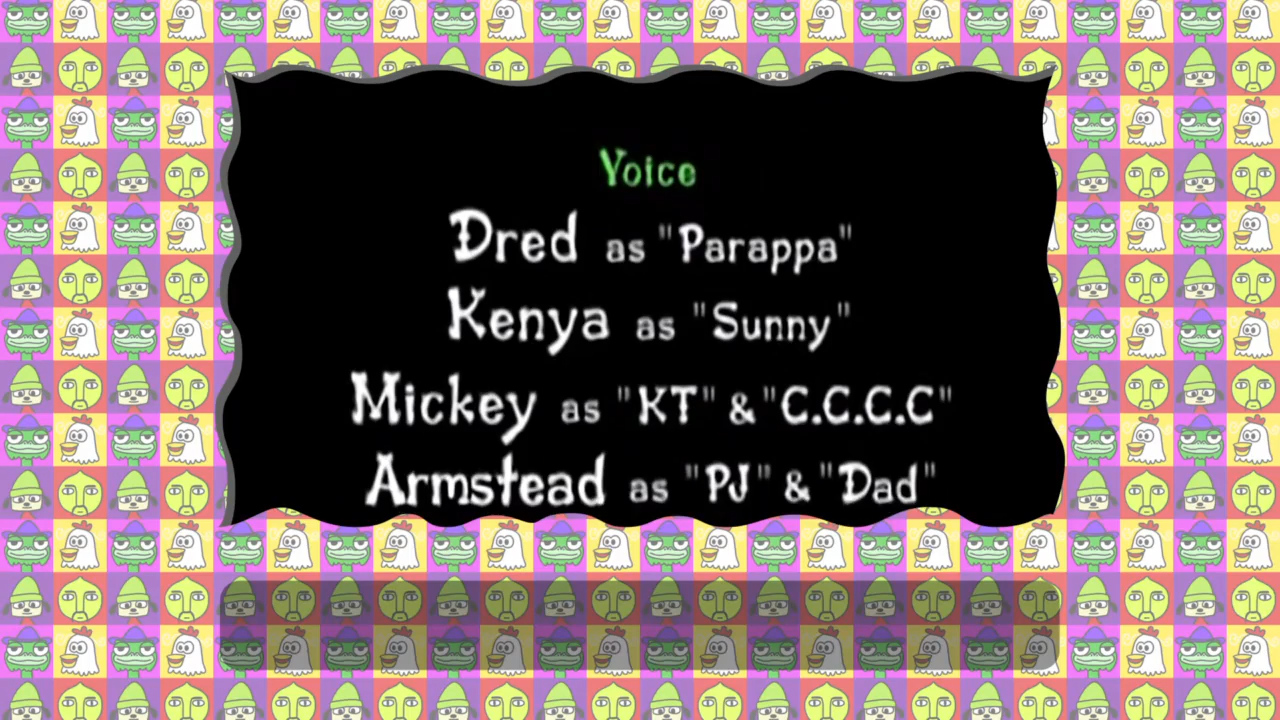 Voice
Dred as "Parappa"
Kenya as "Sunny"
Mickey as "KT" & "C.C.C.C"
Armstead as "PJ" & "Dad"